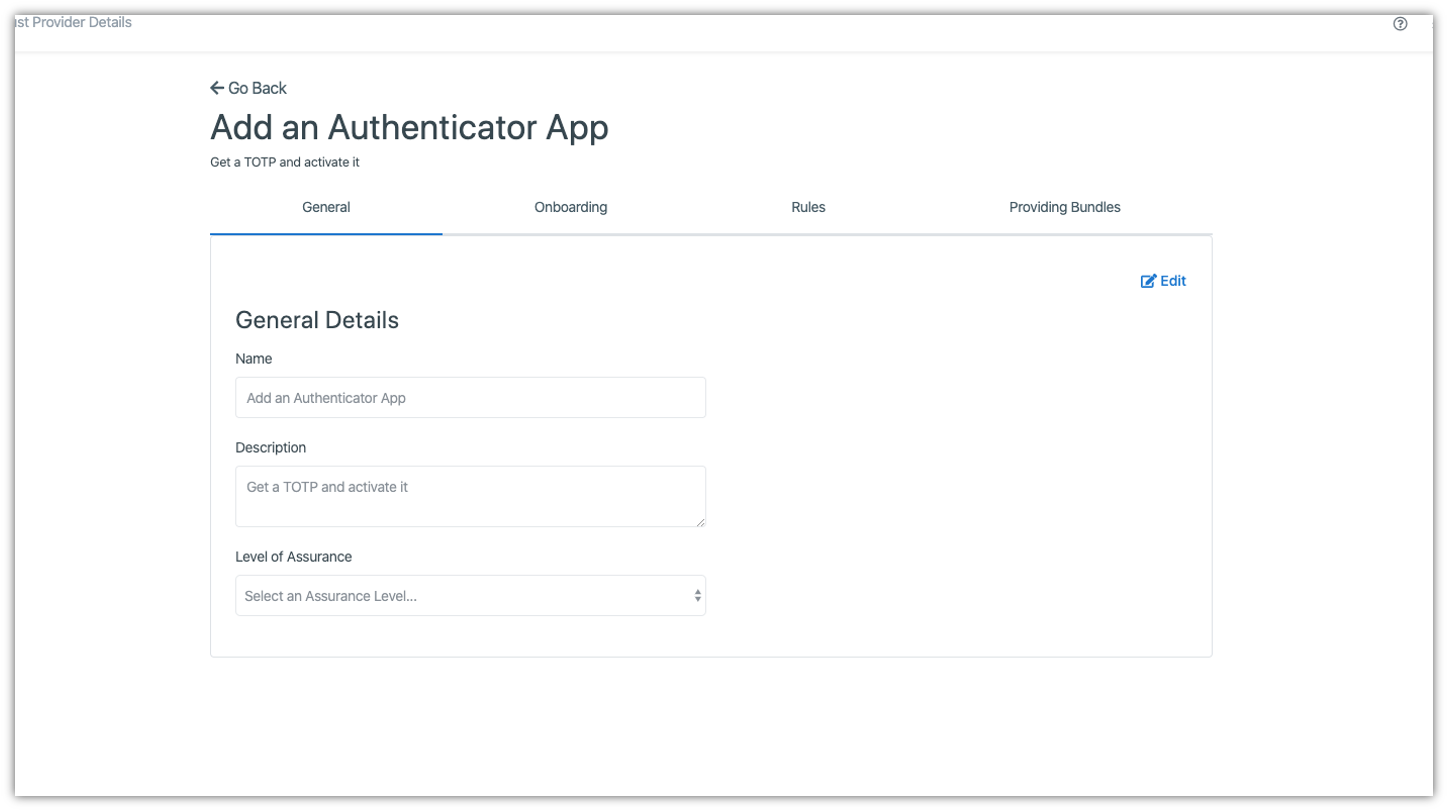 Provider Details
Go Back
Add an Authenticator App
Get a TOTP and activate it
General
Onboarding
Rules
Providing Bundles
Edit
General Details
Name
Add an Authenticator App
Description
Get a TOTP and activate it
Level of Assurance
Select an Assurance Level...